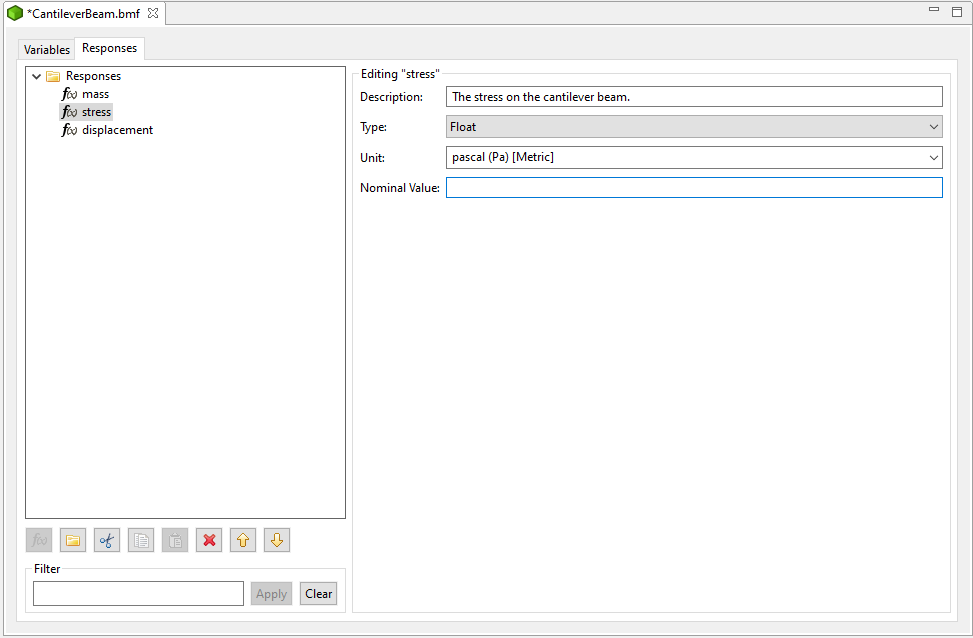 *CantileverBeam.bmf
Variables
Responses
Responses
f(x) mass
f(x) stress
f(x) displacement
f(x)
Filter
Apply
Clear
Editing "stress"
Description: The stress on the cantilever beam.
Type: Float
Unit: pascal (Pa) [Metric]
Nominal Value: